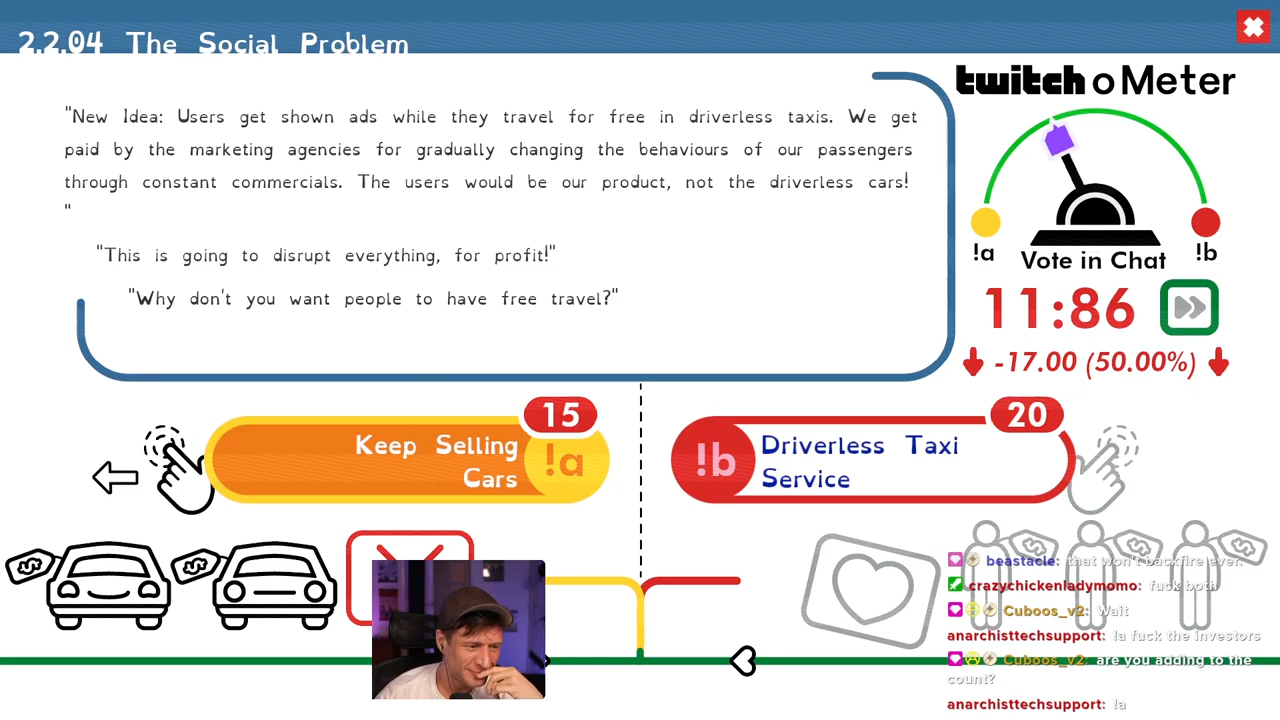 2.2.04 The Social Problem
"New Idea: Users get shown ads while they travel for free in driverless taxis. We get
paid by the marketing agencies for gradually changing the behaviours of our passengers
through constant commercials. The users would be our product, not the driverless cars!
"
"This is going to disrupt everything, for profit!"
"Why don't you want people to have free travel?"
twitch o Meter
!a
!b
Vote in Chat
11:86
-17.00 (50.00%)
15
Keep Selling
Cars
!a
20
!b
Driverless Taxi
Service
beastacle: that won't backfire ever.
crazychickenladymomo: fuck both
Cuboos_v2: Wait
anarchisttechsupport: !a fuck the investors
Cuboos_v2: are you adding to the
count?
anarchisttechsupport: !a